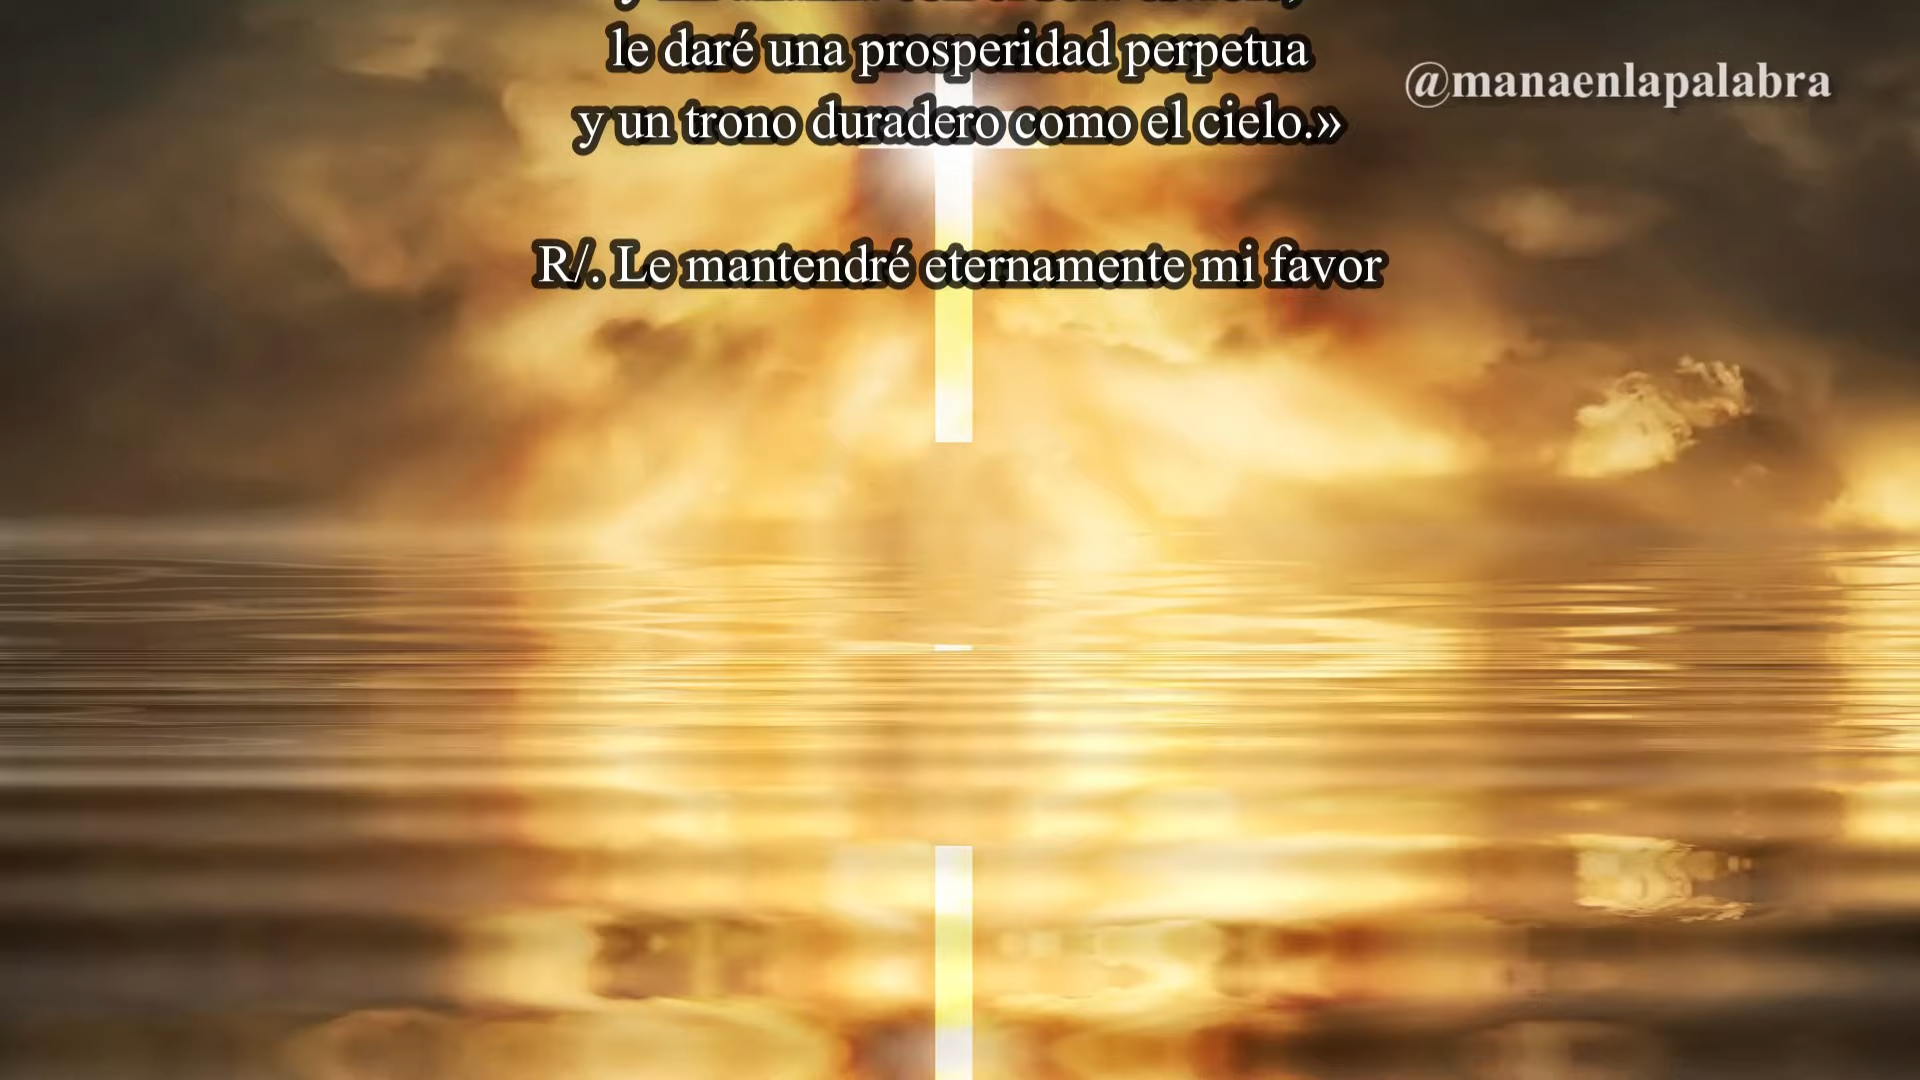 le daré una prosperidad perpetua
@manaenlapalabra
y un trono duradero como el cielo.»
R/. Le mantendré eternamente mi favor